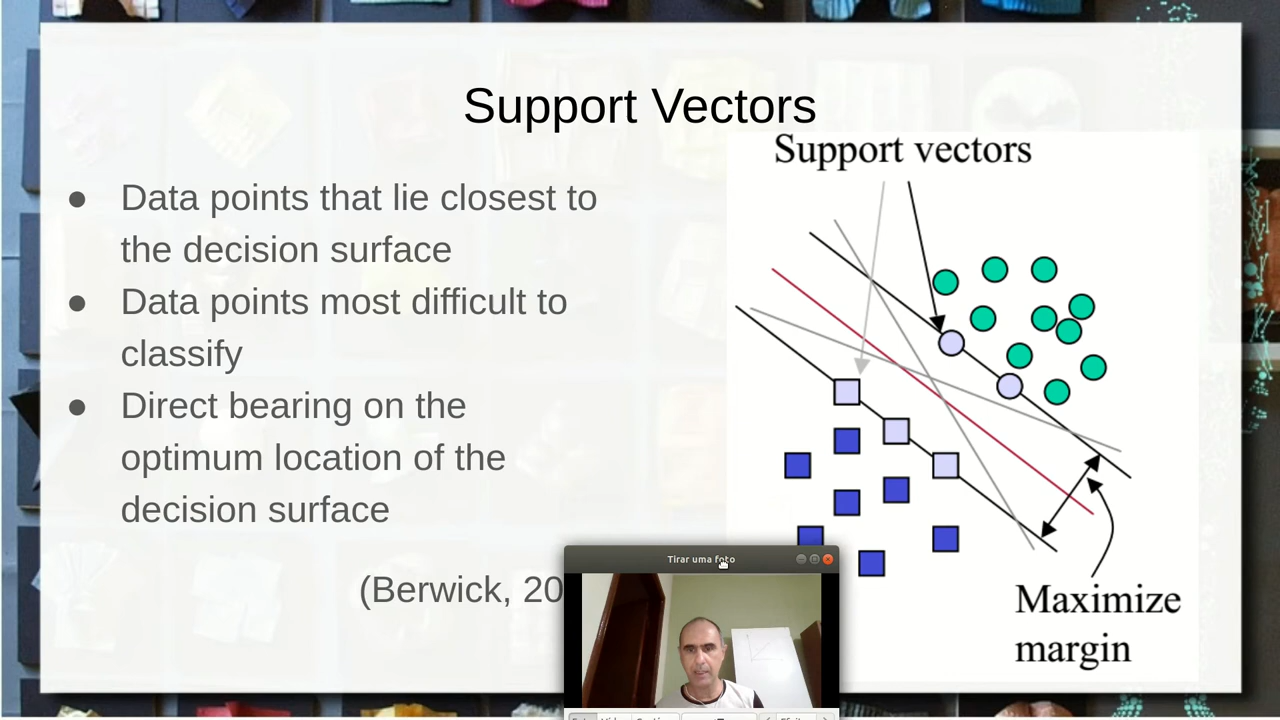 Support Vectors
● Data points that lie closest to
the decision surface
● Data points most difficult to
classify
● Direct bearing on the
optimum location of the
decision surface
(Berwick, 20
Support vectors
Maximize
margin
Tirar uma foto